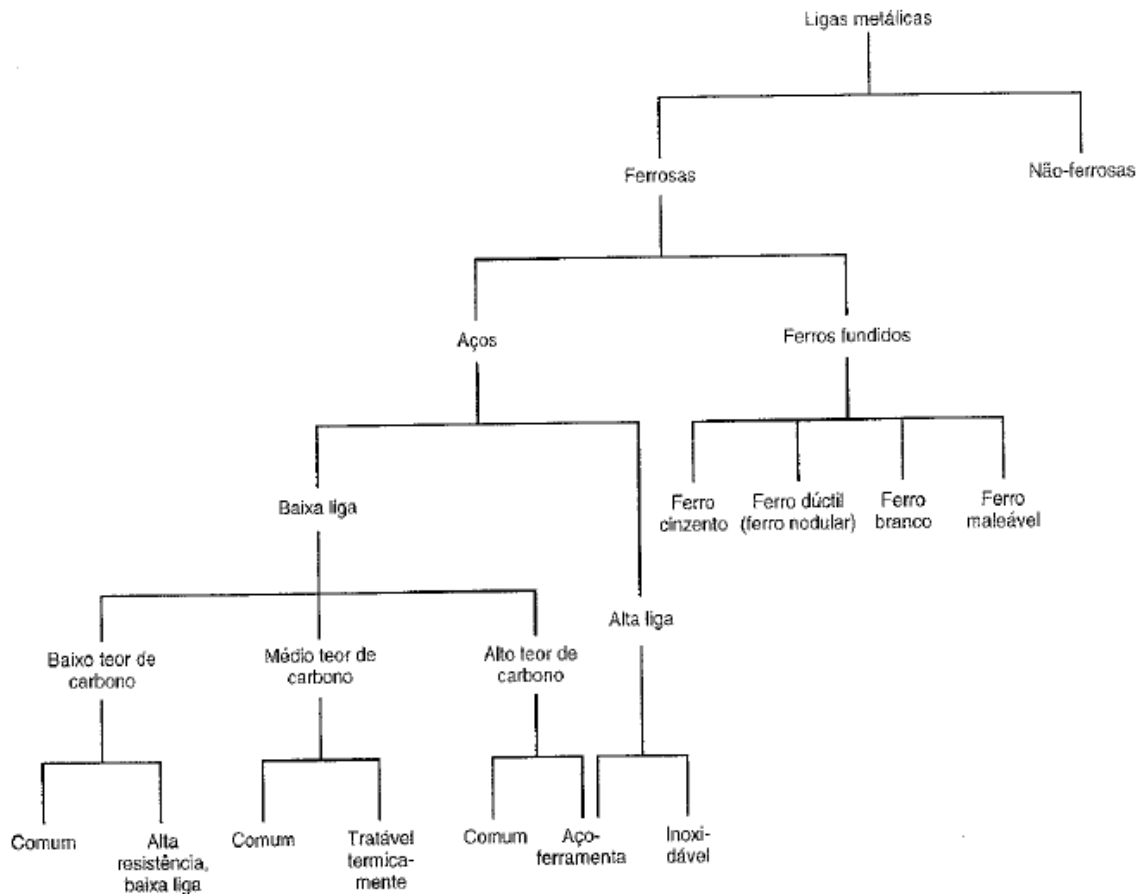 Ligas metálicas
Ferrosas
Não-ferrosas
Aços
Ferros fundidos
Baixa liga
Ferro
cinzento
Ferro dúctil
(ferro nodular)
Ferro
branco
Ferro
maleável
Alta liga
Baixo teor de
carbono
Médio teor de
carbono
Alto teor de
carbono
Comum
Alta
resistência,
baixa liga
Comum
Tratável
termica-
mente
Comum
Aço-
ferramenta
Inoxi-
dável